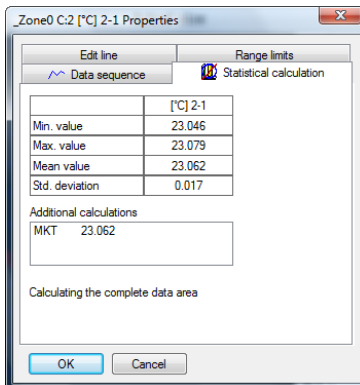 _Zone0 C:2 [°C] 2-1 Properties
Edit line Range limits
Data sequence Statistical calculation
[°C] 2-1
Min. value 23.046
Max. value 23.079
Mean value 23.062
Std. deviation 0.017
Additional calculations
MKT 23.062
Calculating the complete data area
OK Cancel